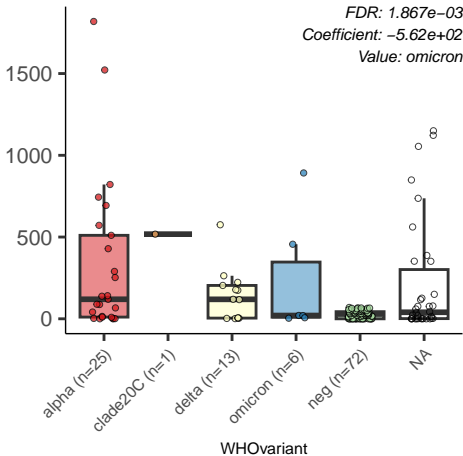 FDR: 1.867e−03
Coefficient: −5.62e+02
Value: omicron
1500
1000
500
0
alpha (n=25)
clade20C (n=1)
delta (n=13)
omicron (n=6)
neg (n=72)
NA
WHOvariant